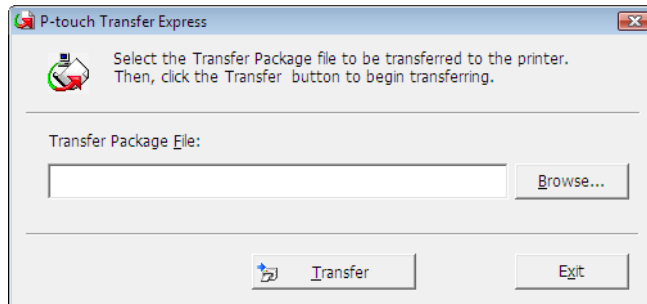 P-touch Transfer Express
Select the Transfer Package file to be transferred to the printer.
Then, click the Transfer button to begin transferring.
Transfer Package File:
Browse...
Transfer
Exit